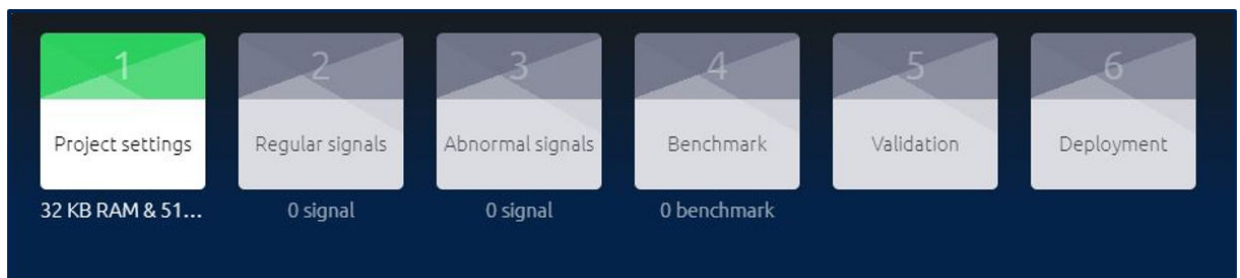 1 2 3 4 5 6
Project settings Regular signals Abnormal signals Benchmark Validation Deployment
32 KB RAM & 51... 0 signal 0 signal 0 benchmark